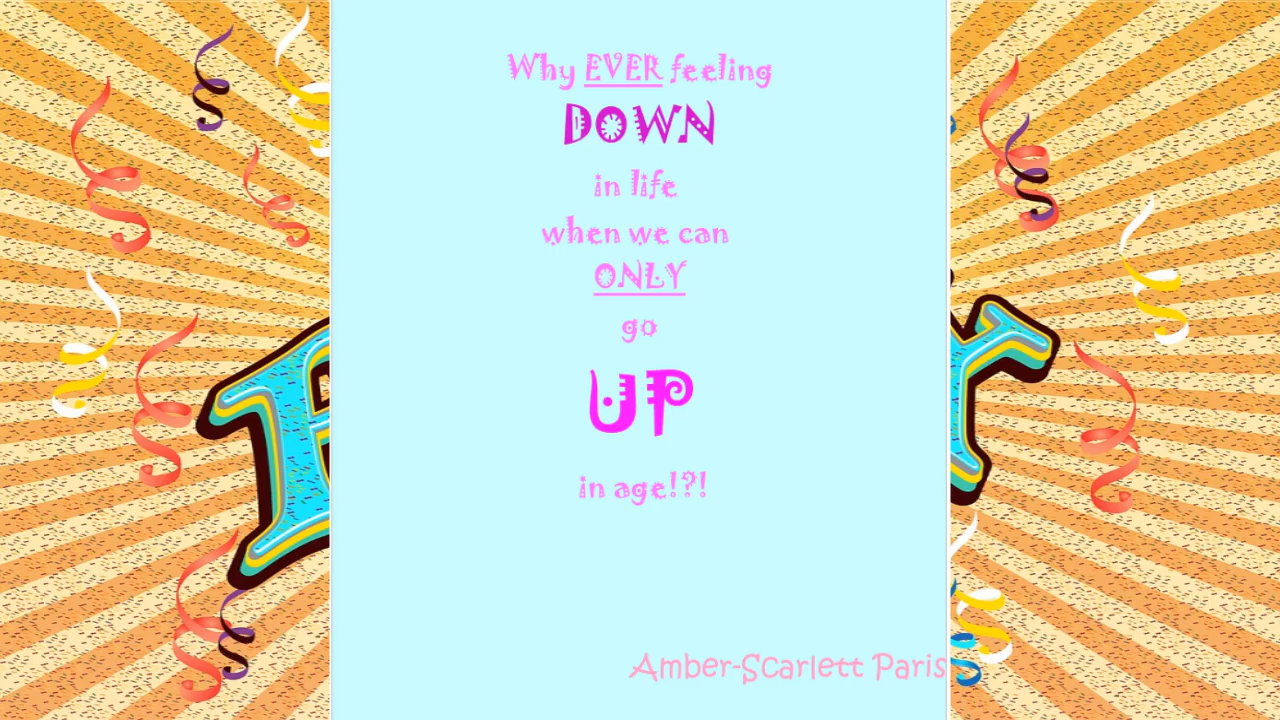 Why EVER feeling
DOWN
in life
when we can
ONLY
go
UP
in age!?!
Amber-Scarlett Paris